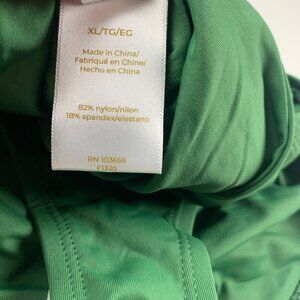 XL/TG/EG
Made in China/
Fabriqué en Chine/
Hecho en China
82% nylon/nilon
18% spandex/elestano
RN 103658
F1320